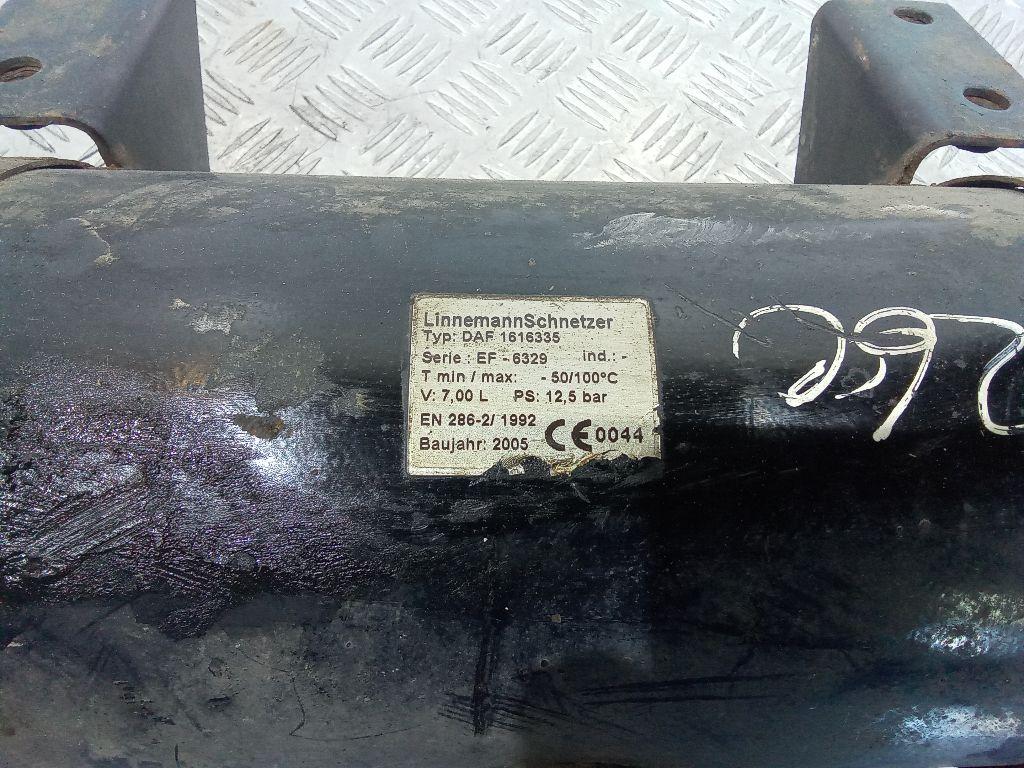 LinnemannSchnetzer
Typ: DAF 1616335
Serie.: EF - 6329 ind.: -
T min / max: - 50/100°C
V: 7,00 L PS: 12,5 bar
EN 286-2/ 1992
Baujahr: 2005 CE 0044